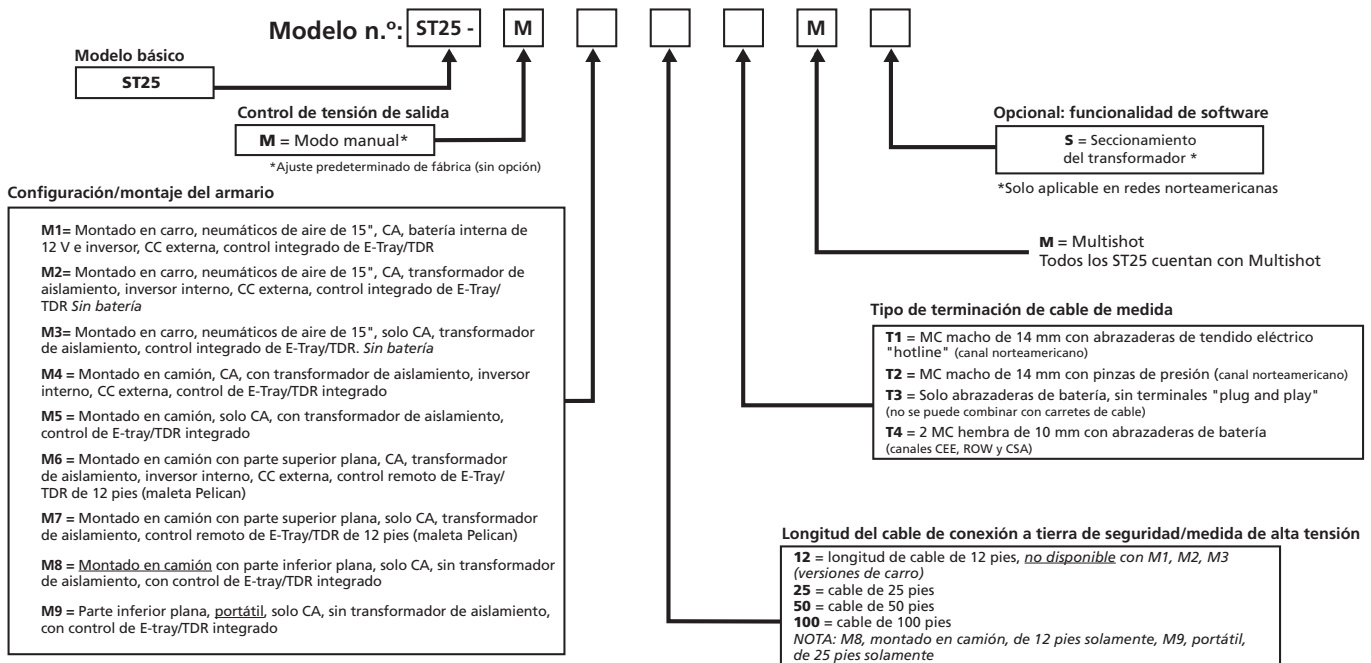 Modelo n.º: ST25 - M M
Modelo básico
ST25
Control de tensión de salida
M = Modo manual*
*Ajuste predeterminado de fábrica (sin opción)
Configuración/montaje del armario
M1= Montado en carro, neumáticos de aire de 15", CA, batería interna de
12 V e inversor, CC externa, control integrado de E-Tray/TDR
M2= Montado en carro, neumáticos de aire de 15", CA, transformador de
aislamiento, inversor interno, CC externa, control integrado de E-Tray/
TDR Sin batería
M3= Montado en carro, neumáticos de aire de 15", solo CA, transformador
de aislamiento, control integrado de E-Tray/TDR. Sin batería
M4 = Montado en camión, CA, con transformador de aislamiento, inversor
interno, CC externa, control de E-Tray/TDR integrado
M5 = Montado en camión, solo CA, con transformador de aislamiento,
control de E-tray/TDR integrado
M6 = Montado en camión con parte superior plana, CA, transformador
de aislamiento, inversor interno, CC externa, control remoto de E-Tray/
TDR de 12 pies (maleta Pelican)
M7 = Montado en camión con parte superior plana, solo CA, transformador
de aislamiento, control remoto de E-Tray/TDR de 12 pies (maleta Pelican)
M8 = Montado en camión con parte inferior plana, solo CA, sin transformador
de aislamiento, con control de E-tray/TDR integrado
M9 = Parte inferior plana, portátil, solo CA, sin transformador de aislamiento,
con control de E-tray/TDR integrado
Opcional: funcionalidad de software
S = Seccionamiento
del transformador *
*Solo aplicable en redes norteamericanas
M = Multishot
Todos los ST25 cuentan con Multishot
Tipo de terminación de cable de medida
T1 = MC macho de 14 mm con abrazaderas de tendido eléctrico
"hotline" (canal norteamericano)
T2 = MC macho de 14 mm con pinzas de presión (canal norteamericano)
T3 = Solo abrazaderas de batería, sin terminales "plug and play"
(no se puede combinar con carretes de cable)
T4 = 2 MC hembra de 10 mm con abrazaderas de batería
(canales CEE, ROW y CSA)
Longitud del cable de conexión a tierra de seguridad/medida de alta tensión
12 = longitud de cable de 12 pies, no disponible con M1, M2, M3
(versiones de carro)
25 = cable de 25 pies
50 = cable de 50 pies
100 = cable de 100 pies
NOTA: M8, montado en camión, de 12 pies solamente, M9, portátil,
de 25 pies solamente